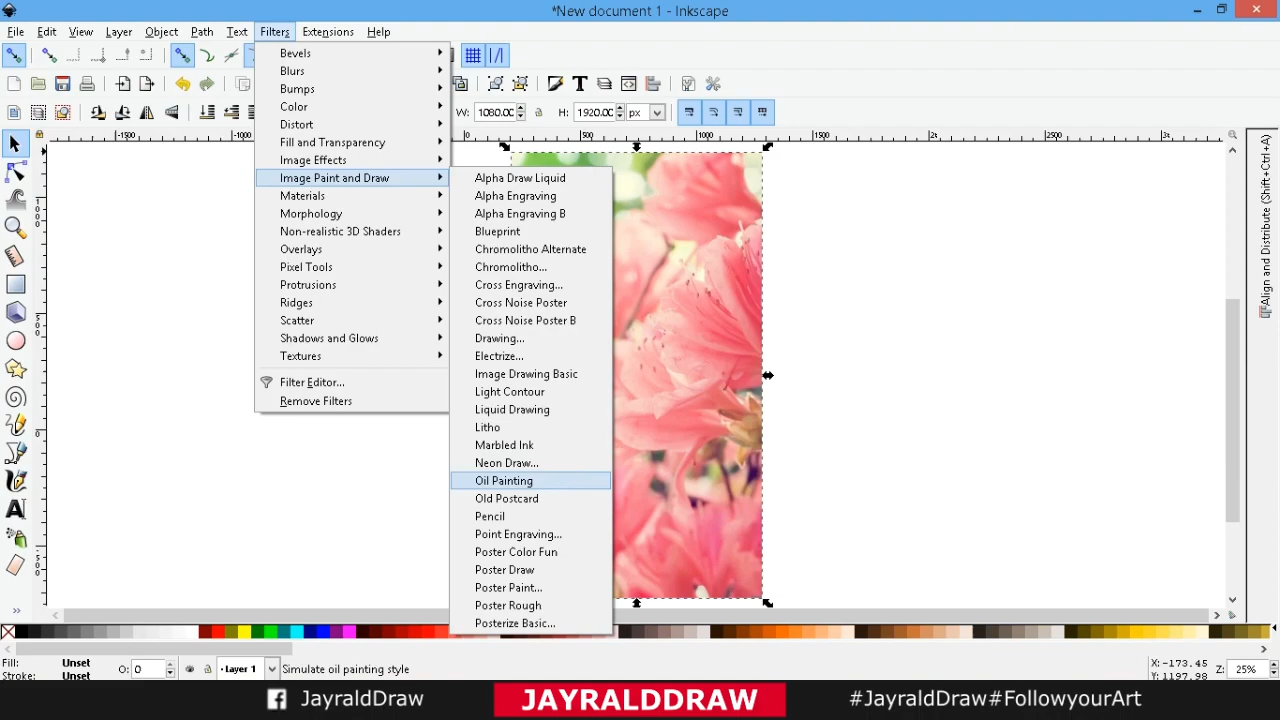 *New document 1 - Inkscape
File Edit View Layer Object Path Text Filters Extensions Help
W: 1080.00 H: 1920.00 px
-1500 -1000 0 500 1000 1500 2500
Bevels
Blurs
Bumps
Color
Distort
Fill and Transparency
Image Effects
Image Paint and Draw
Materials
Morphology
Non-realistic 3D Shaders
Overlays
Pixel Tools
Protrusions
Ridges
Scatter
Shadows and Glows
Textures
Filter Editor...
Remove Filters
Alpha Draw Liquid
Alpha Engraving
Alpha Engraving B
Blueprint
Chromolitho Alternate
Chromolitho...
Cross Engraving...
Cross Noise Poster
Cross Noise Poster B
Drawing...
Electrize...
Image Drawing Basic
Light Contour
Liquid Drawing
Litho
Marbled Ink
Neon Draw...
Oil Painting
Old Postcard
Pencil
Point Engraving...
Poster Color Fun
Poster Draw
Poster Paint...
Poster Rough
Posterize Basic...
Align and Distribute (Shift+Ctrl+A)
Fill: Unset
Stroke: Unset
O: 0
Layer 1
Simulate oil painting style
X: -173.45
Y: 1197.98
Z: 25%
JayraldDraw
JAYRALDDRAW
#JayraldDraw#FollowyourArt